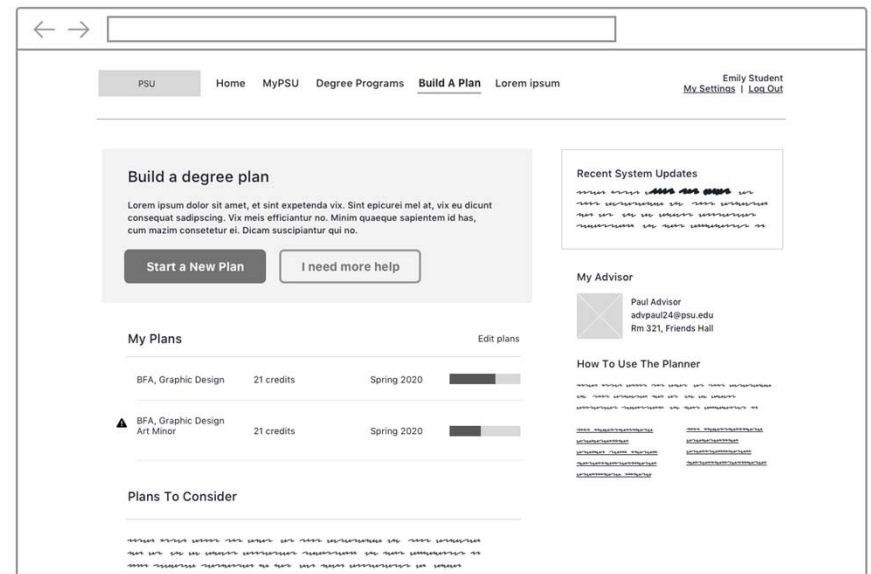 PSU
Home MyPSU Degree Programs Build A Plan Lorem ipsum
Emily Student
My Settings | Log Out
Build a degree plan
Lorem ipsum dolor sit amet, et sint expetenda vix. Sint epicurei mel at, vix eu dicunt
consequat sadipscing. Vix meis efficiantur no. Minim quaeque sapientem id has,
cum mazim consetetur ei. Dicam suscipiantur qui no.
Start a New Plan
I need more help
My Plans
Edit plans
BFA, Graphic Design 21 credits Spring 2020
BFA, Graphic Design
Art Minor 21 credits Spring 2020
Plans To Consider
Recent System Updates
My Advisor
Paul Advisor
advpaul24@psu.edu
Rm 321, Friends Hall
How To Use The Planner